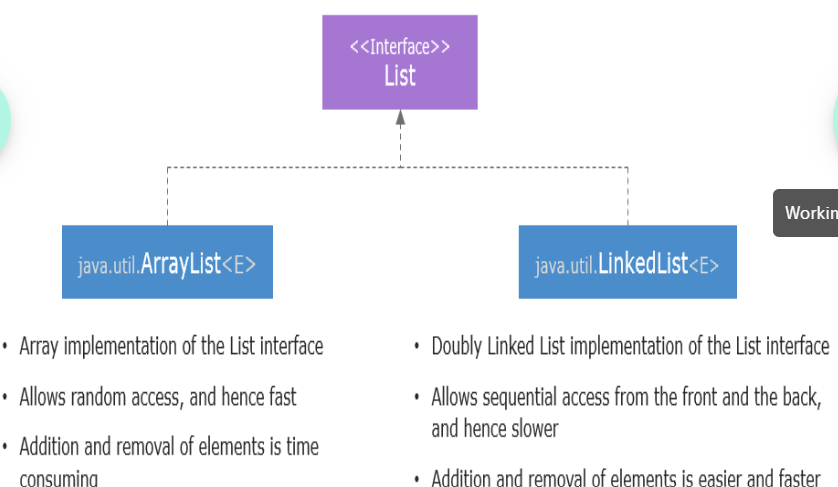 <<Interface>>
List
Workin
java.util.ArrayList<E>
java.util.LinkedList<E>
• Array implementation of the List interface
• Allows random access, and hence fast
• Addition and removal of elements is time
consuming
• Doubly Linked List implementation of the List interface
• Allows sequential access from the front and the back,
and hence slower
• Addition and removal of elements is easier and faster